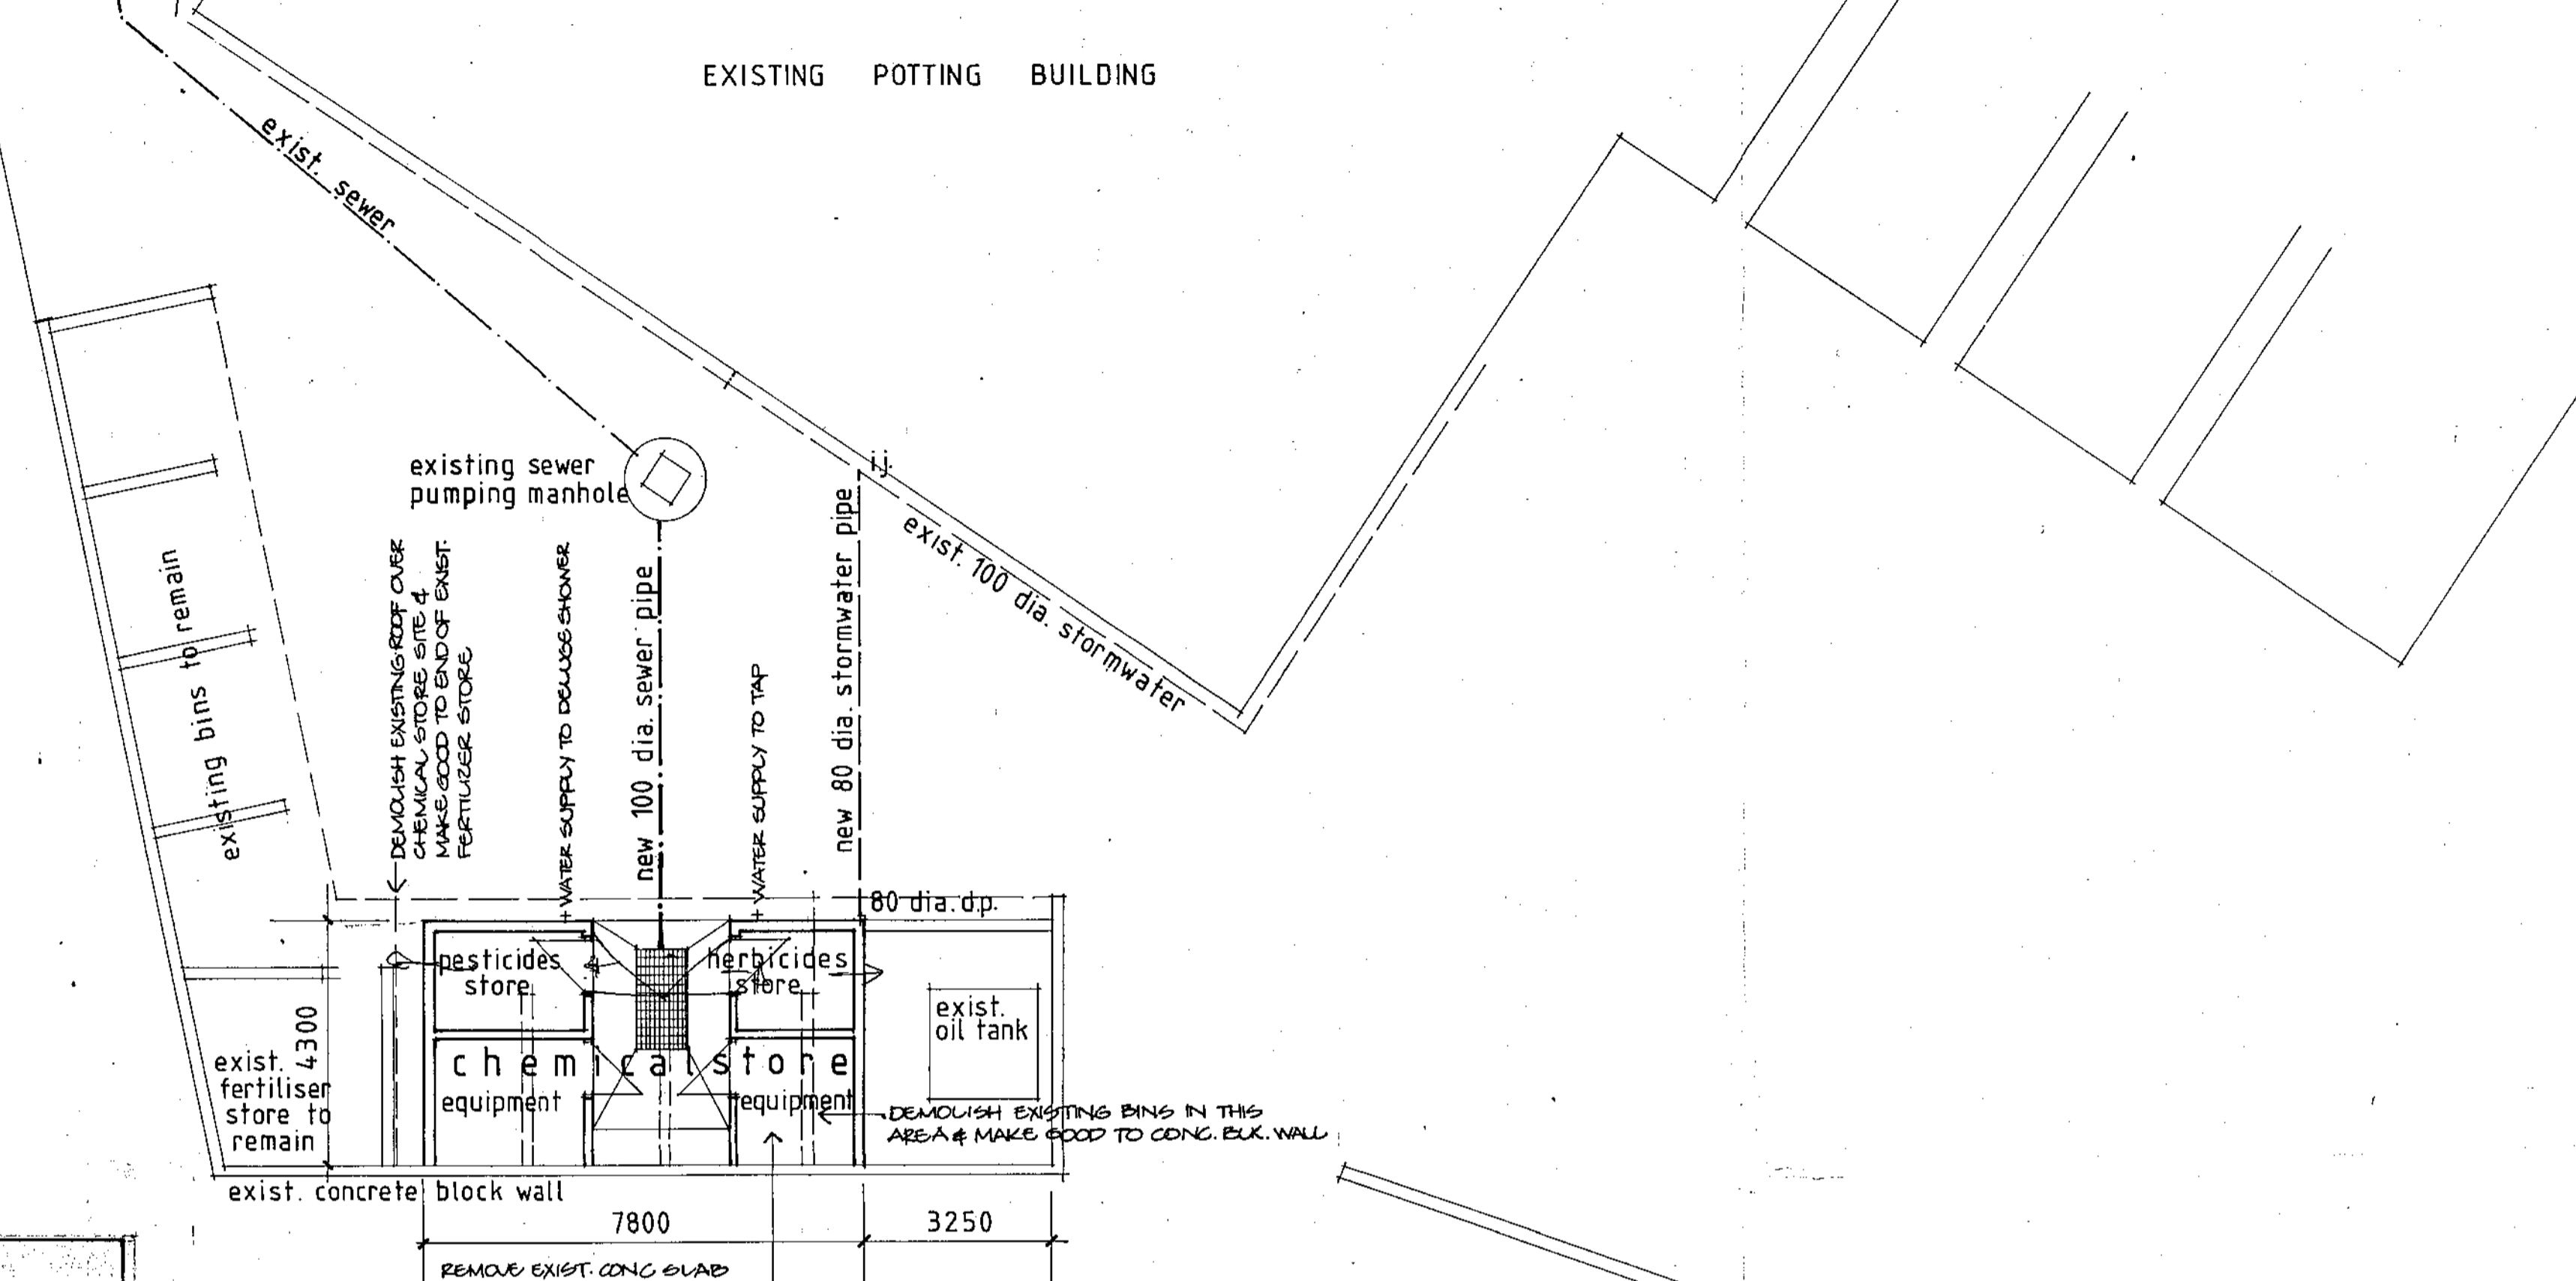 EXISTING POTTING BUILDING
exist. sewer
existing sewer
pumping manhole
i.j.
exist. 100 dia. stormwater
existing bins to remain
DEMOLISH EXISTING ROOF OVER
CHEMICAL STORE SITE &
MAKE GOOD TO END OF EXIST.
FERTILIZER STORE
WATER SUPPLY TO DELUGE SHOWER
new 100 dia. sewer pipe
WATER SUPPLY TO TAP
new 80 dia. stormwater pipe
80 dia. d.p.
pesticides
store
herbicides
store
exist.
oil tank
4300
chemical store
exist.
fertiliser
store to
remain
equipment
equipment
DEMOLISH EXISTING BINS IN THIS
AREA & MAKE GOOD TO CONC. BLK. WALL
exist. concrete block wall
7800
3250
REMOVE EXIST. CONC SLAB